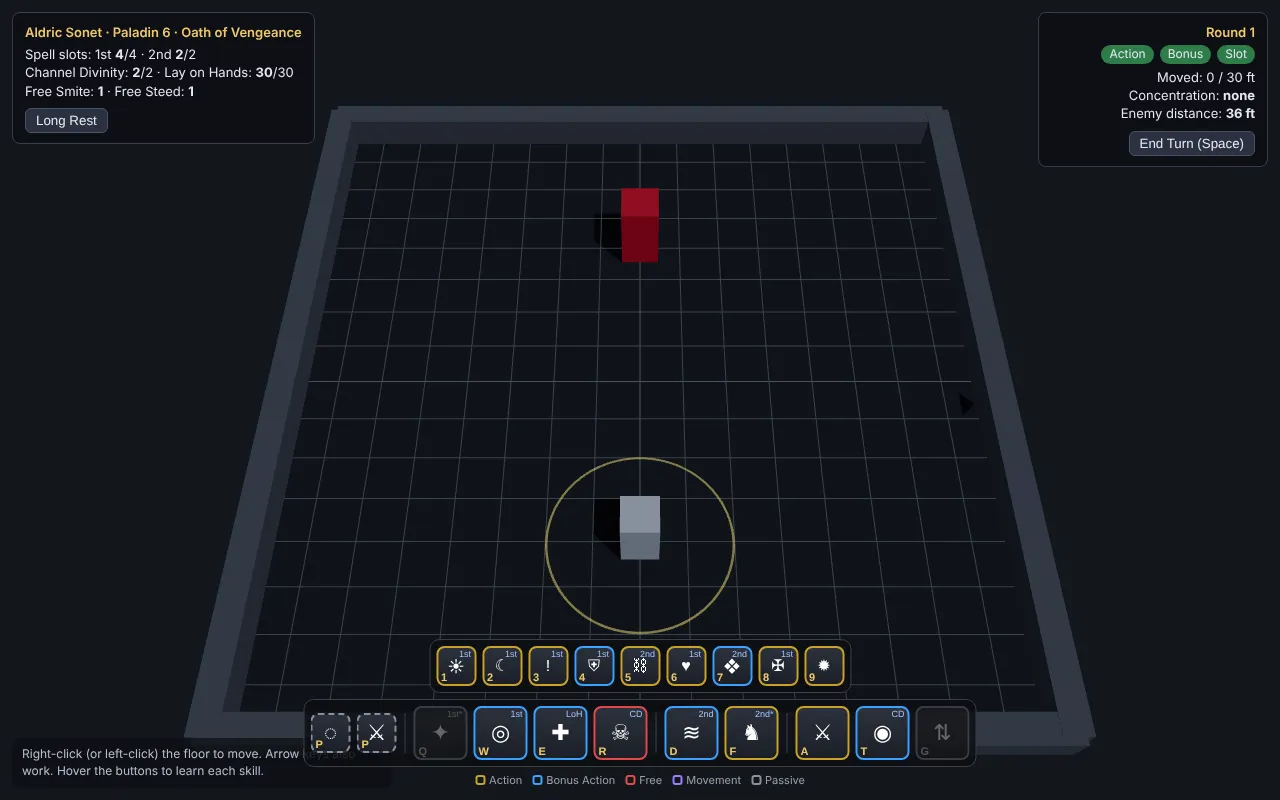 Aldric Sonet · Paladin 6 · Oath of Vengeance
Spell slots: 1st 4/4 · 2nd 2/2
Channel Divinity: 2/2 · Lay on Hands: 30/30
Free Smite: 1 · Free Steed: 1
Long Rest
Round 1
Action Bonus Slot
Moved: 0 / 30 ft
Concentration: none
Enemy distance: 36 ft
End Turn (Space)
1st 1st 1st 1st 2nd 1st 2nd 1st
1 2 3 4 5 6 7 8 9
1st* 1st LoH CD 2nd 2nd* CD
P P Q W E R D F A T G
Right-click (or left-click) the floor to move. Arrow keys also
work. Hover the buttons to learn each skill.
Action Bonus Action Free Movement Passive